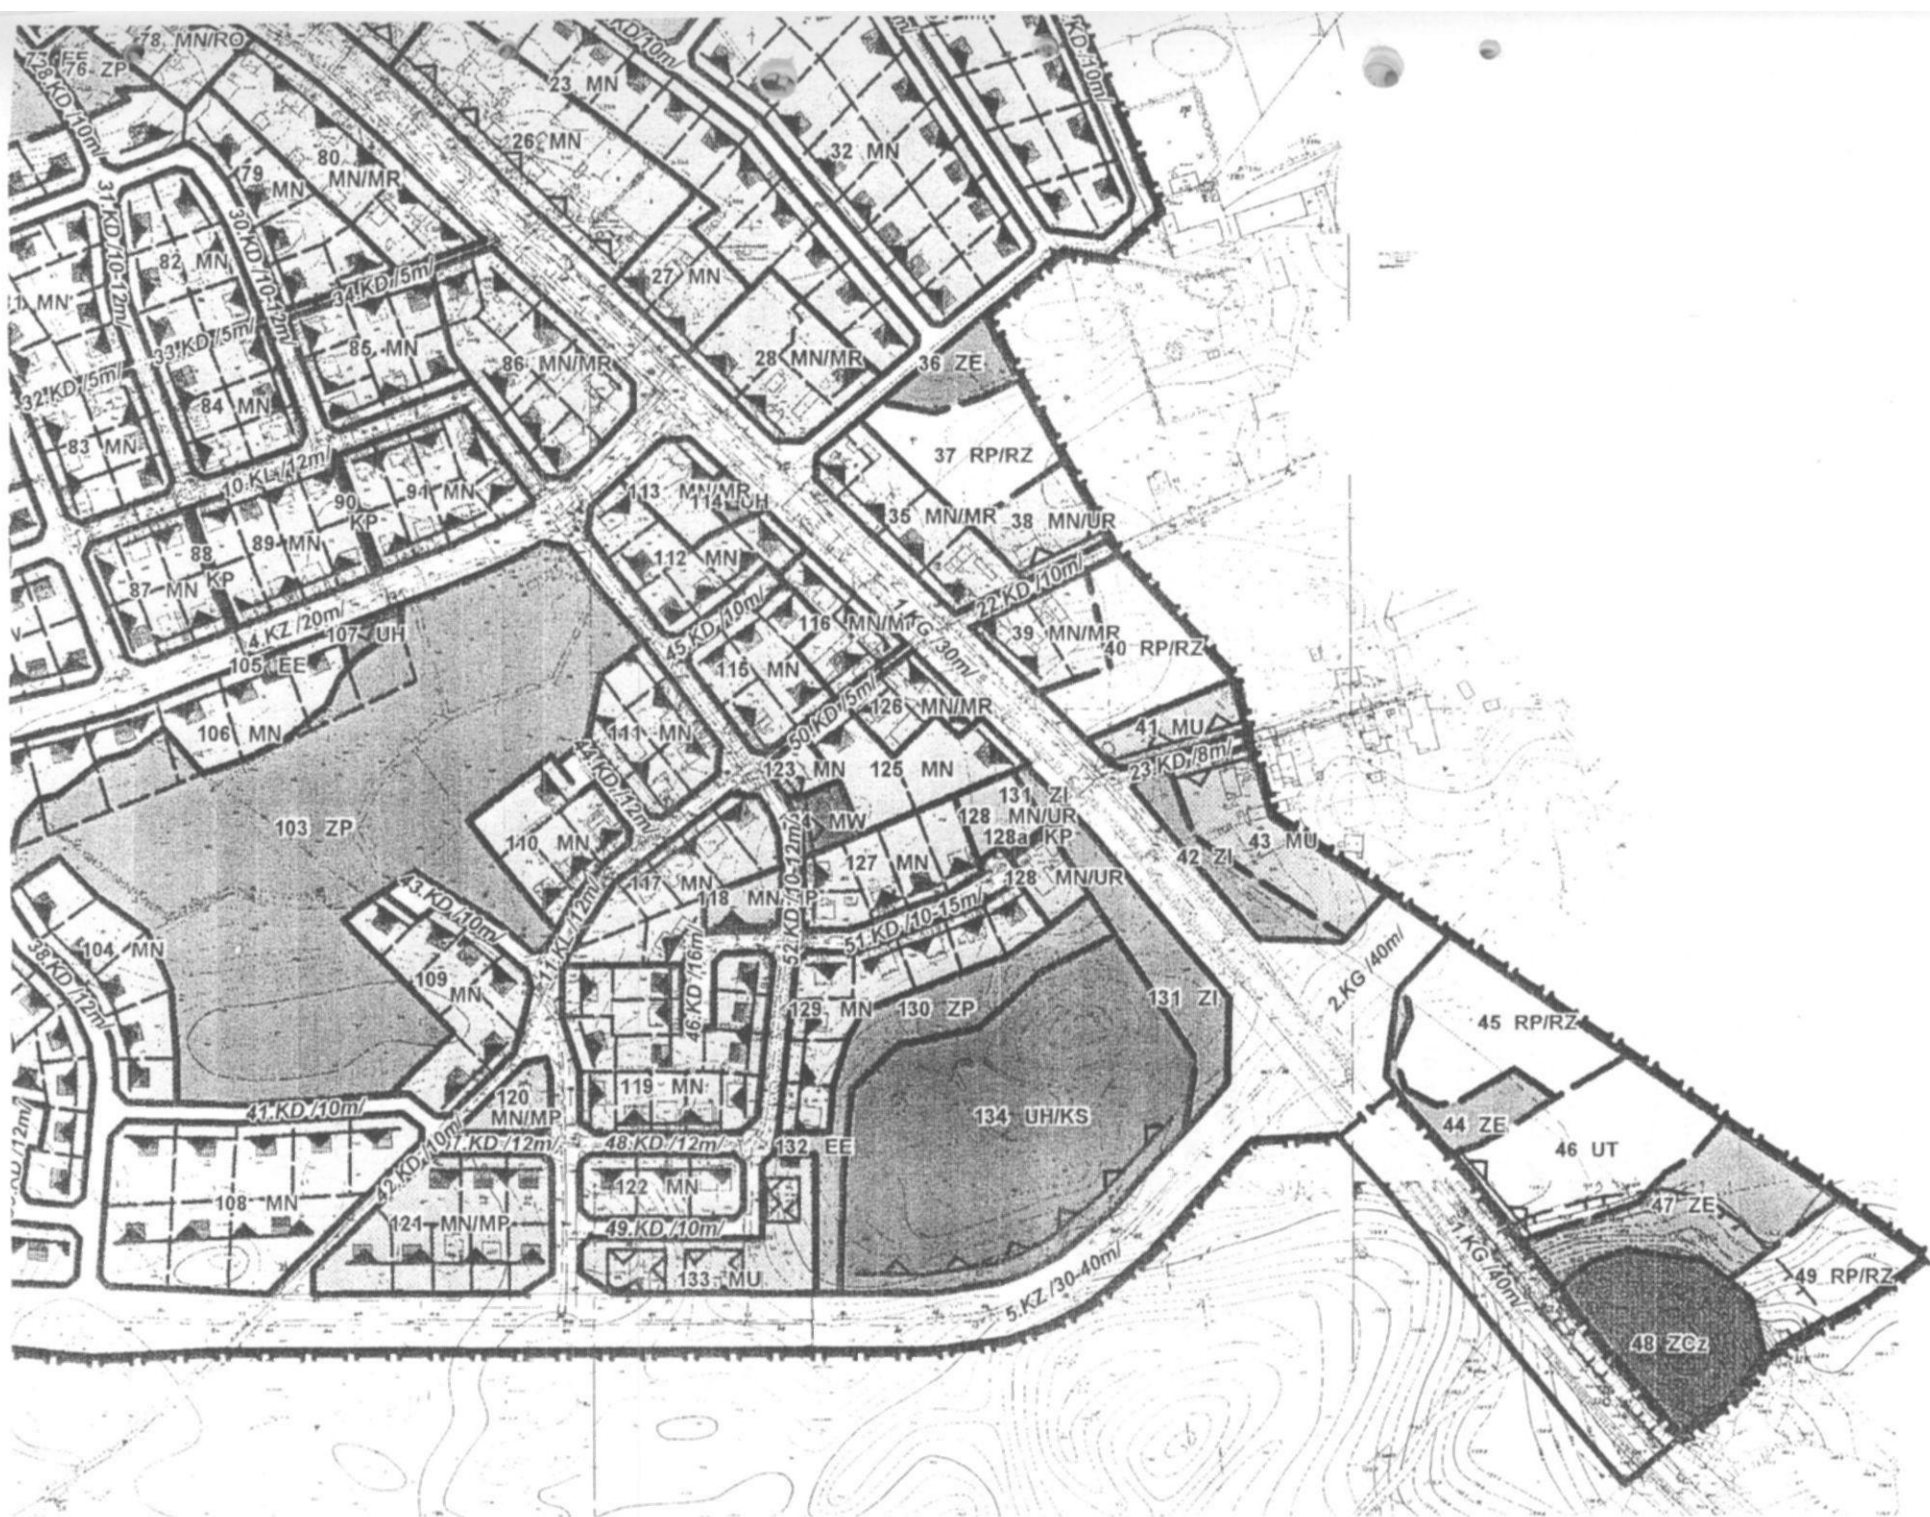 78 MN/RO
76 ZP
23 MN
26 MN
32 MN
80
MN/MR
79
MN
28.KD/10m/
31.KD /10-12m/
30.KD /10-12m/
82 MN
27 MN
34.KD /5m/
33.KD /5m/
85 MN
86 MN/MR
28 MN/MR
36 ZE
32.KD /5m/
84 MN
83 MN
37 RP/RZ
10.KL /12m/
90
KP
91 MN
113 MN/MR
114 UH
35 MN/MR
38 MN/UR
88
KP
89 MN
87 MN
112 MN
22.KD /10m/
4.KZ /20m/
107 UH
105 EE
45.KD /10m/
116
1.KG /30m/
39 MN/MR
40 RP/RZ
115 MN
106 MN
111 MN
50.KD /5m/
126 MN/MR
41 MU
23.KD /8m/
123 MN
125 MN
44.KD /12m/
131 ZI
128 MN/UR
128a KP
103 ZP
110 MN
MW
127 MN
42 ZI
43 MU
117 MN
118
128 MN/UR
43.KD /10m/
52.KD /10-12m/
104 MN
38.KD /12m/
11.KL /12m/
51.KD /10-15m/
109
MN
46.KD /16m/
129 MN
130 ZP
131 ZI
2.KG /40m/
45 RP/RZ
119 MN
120
MN/MP
41.KD /10m/
134 UH/KS
44 ZE
46 UT
48.KD /12m/
132 EE
42.KD /10m/
122 MN
108 MN
121 MN/MP
49.KD /10m/
47 ZE
133 MU
5.KZ /30-40m/
1.KG /40m/
49 RP/RZ
48 ZCz